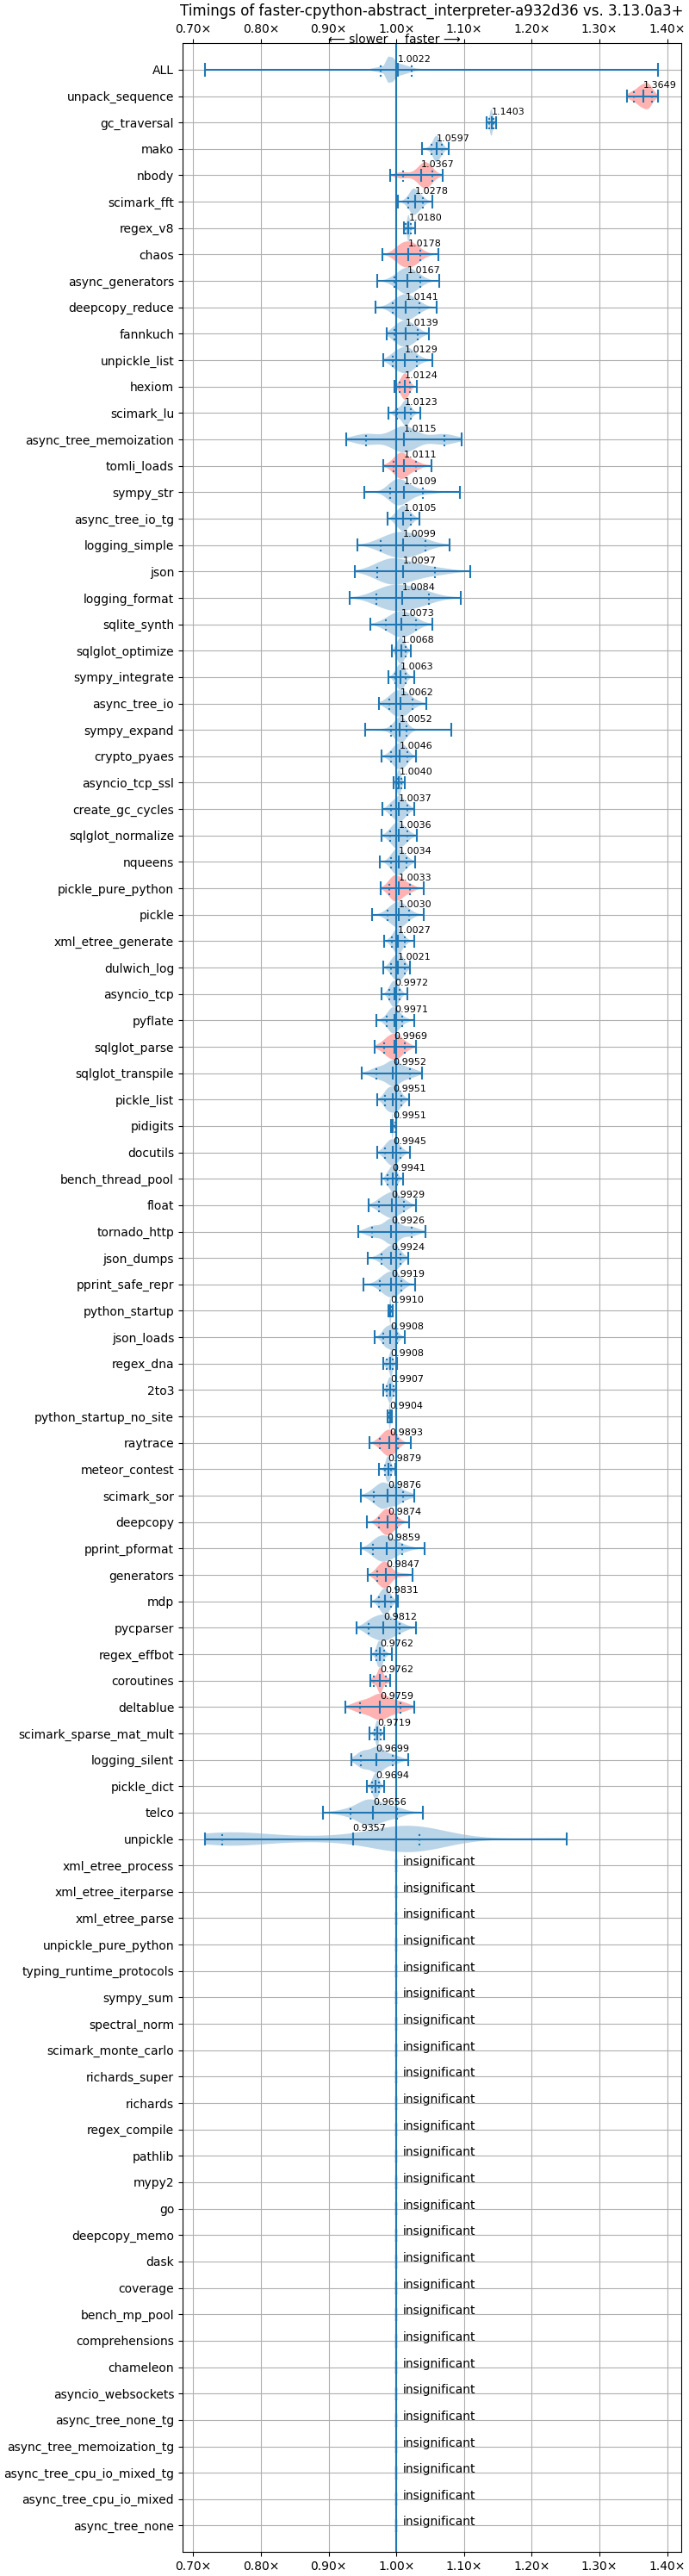 Timings of faster-cpython-abstract_interpreter-a932d36 vs. 3.13.0a3+
0.70× 0.80× 0.90× 1.00× 1.10× 1.20× 1.30× 1.40×
⟵ slower faster ⟶
ALL 1.0022
unpack_sequence 1.3649
gc_traversal 1.1403
mako 1.0597
nbody 1.0367
scimark_fft 1.0278
regex_v8 1.0180
chaos 1.0178
async_generators 1.0167
deepcopy_reduce 1.0141
fannkuch 1.0139
unpickle_list 1.0129
hexiom 1.0124
scimark_lu 1.0123
async_tree_memoization 1.0115
tomli_loads 1.0111
sympy_str 1.0109
async_tree_io_tg 1.0105
logging_simple 1.0099
json 1.0097
logging_format 1.0084
sqlite_synth 1.0073
sqlglot_optimize 1.0068
sympy_integrate 1.0063
async_tree_io 1.0062
sympy_expand 1.0052
crypto_pyaes 1.0046
asyncio_tcp_ssl 1.0040
create_gc_cycles 1.0037
sqlglot_normalize 1.0036
nqueens 1.0034
pickle_pure_python 1.0033
pickle 1.0030
xml_etree_generate 1.0027
dulwich_log 1.0021
asyncio_tcp 0.9972
pyflate 0.9971
sqlglot_parse 0.9969
sqlglot_transpile 0.9952
pickle_list 0.9951
pidigits 0.9951
docutils 0.9945
bench_thread_pool 0.9941
float 0.9929
tornado_http 0.9926
json_dumps 0.9924
pprint_safe_repr 0.9919
python_startup 0.9910
json_loads 0.9908
regex_dna 0.9908
2to3 0.9907
python_startup_no_site 0.9904
raytrace 0.9893
meteor_contest 0.9879
scimark_sor 0.9876
deepcopy 0.9874
pprint_pformat 0.9859
generators 0.9847
mdp 0.9831
pycparser 0.9812
regex_effbot 0.9762
coroutines 0.9762
deltablue 0.9759
scimark_sparse_mat_mult 0.9719
logging_silent 0.9699
pickle_dict 0.9694
telco 0.9656
unpickle 0.9357
xml_etree_process insignificant
xml_etree_iterparse insignificant
xml_etree_parse insignificant
unpickle_pure_python insignificant
typing_runtime_protocols insignificant
sympy_sum insignificant
spectral_norm insignificant
scimark_monte_carlo insignificant
richards_super insignificant
richards insignificant
regex_compile insignificant
pathlib insignificant
mypy2 insignificant
go insignificant
deepcopy_memo insignificant
dask insignificant
coverage insignificant
bench_mp_pool insignificant
comprehensions insignificant
chameleon insignificant
asyncio_websockets insignificant
async_tree_none_tg insignificant
async_tree_memoization_tg insignificant
async_tree_cpu_io_mixed_tg insignificant
async_tree_cpu_io_mixed insignificant
async_tree_none insignificant
0.70× 0.80× 0.90× 1.00× 1.10× 1.20× 1.30× 1.40×